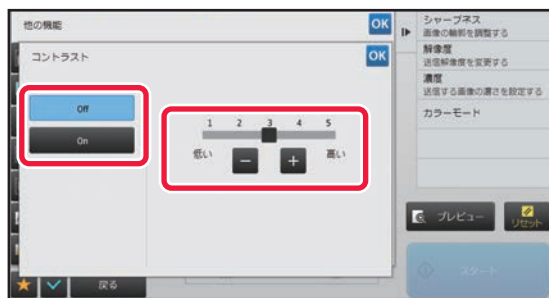 他の機能
OK
コントラスト
OK
Off
On
1 2 3 4 5
低い
−
+
高い
シャープネス
画像の輪郭を調整する
解像度
送信解像度を変更する
濃度
送信する画像の濃さを設定する
カラーモード
プレビュー
リセット
スタート
戻る